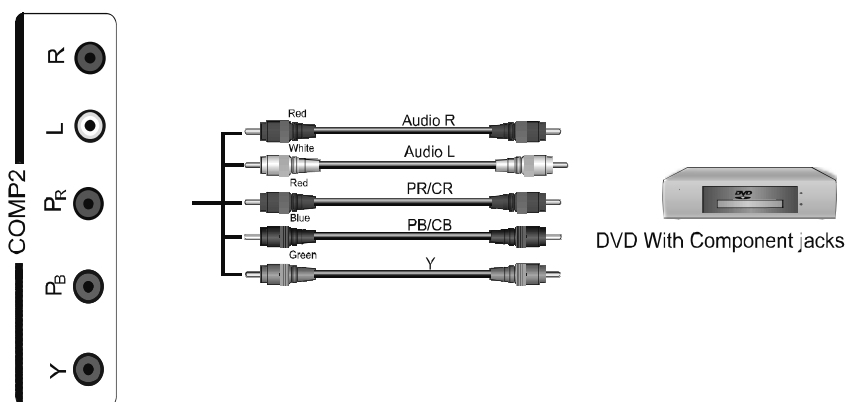 COMP2
R
L
PR
PB
Y
Red
Audio R
White
Audio L
Red
PR/CR
Blue
PB/CB
Green
Y
DVD
DVD With Component jacks